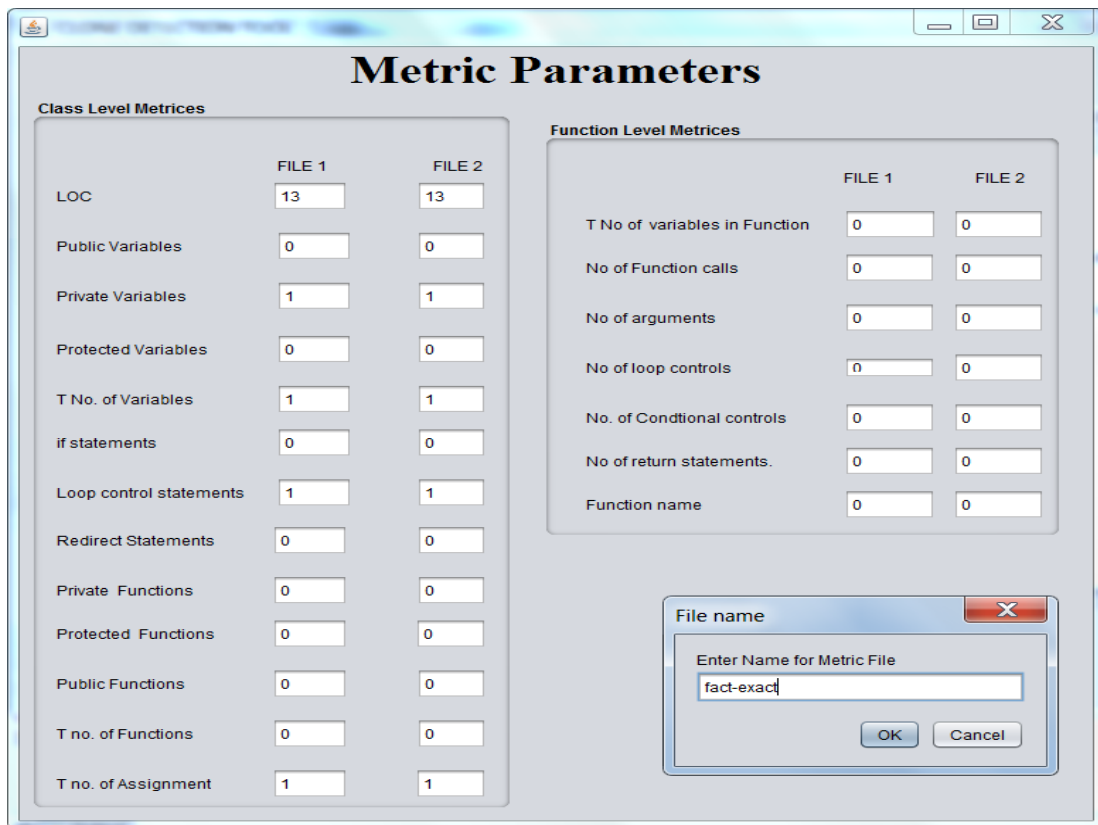 CLONE DETECTION TOOL
Metric Parameters
Class Level Metrices
FILE 1 FILE 2
LOC 13 13
Public Variables 0 0
Private Variables 1 1
Protected Variables 0 0
T No. of Variables 1 1
if statements 0 0
Loop control statements 1 1
Redirect Statements 0 0
Private Functions 0 0
Protected Functions 0 0
Public Functions 0 0
T no. of Functions 0 0
T no. of Assignment 1 1
Function Level Metrices
FILE 1 FILE 2
T No of variables in Function 0 0
No of Function calls 0 0
No of arguments 0 0
No of loop controls 0 0
No. of Condtional controls 0 0
No of return statements. 0 0
Function name 0 0
File name
Enter Name for Metric File
fact-exact
OK Cancel